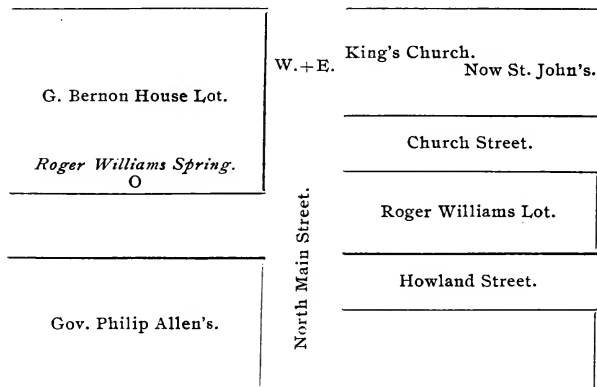 W.+E.
King's Church.
Now St. John's.
G. Bernon House Lot.
Church Street.
Roger Williams Spring.
O
Roger Williams Lot.
North Main Street.
Howland Street.
Gov. Philip Allen's.